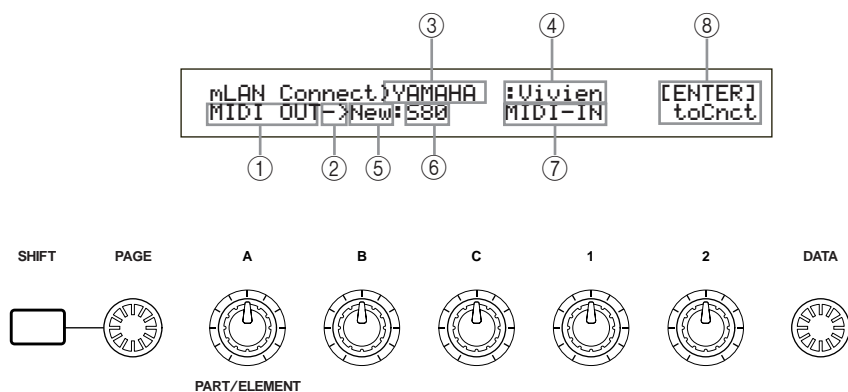 ③ ④ ⑧
mLAN Connect)YAMAHA :Vivien [ENTER]
MIDI OUT->New:S80 MIDI-IN toCnct
① ② ⑤ ⑥ ⑦
SHIFT PAGE A B C 1 2 DATA
PART/ELEMENT